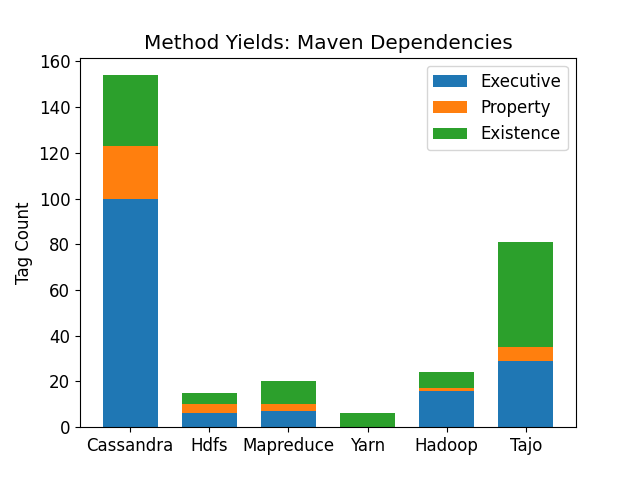 Method Yields: Maven Dependencies
160
140
120
100
80
60
40
20
0
Tag Count
Executive
Property
Existence
Cassandra Hdfs Mapreduce Yarn Hadoop Tajo